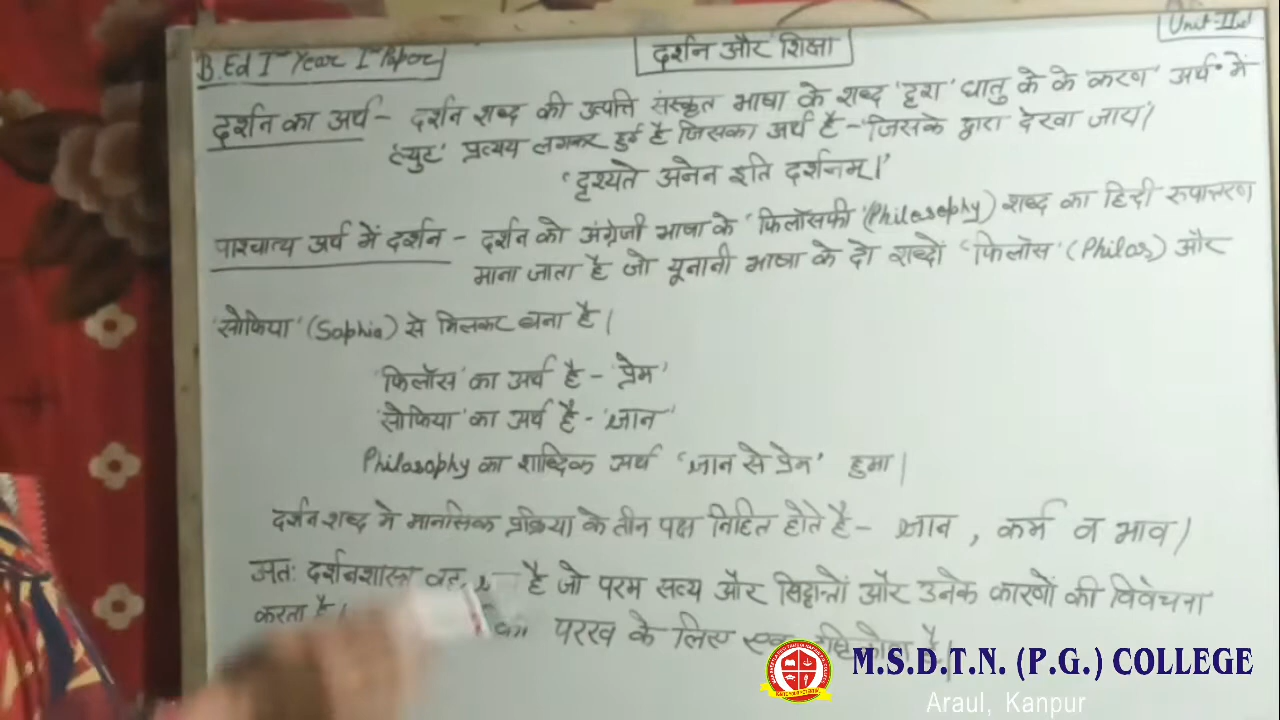 B.Ed Ist Year Ist Paper
दर्शन और शिक्षा
Unit-IInd
दर्शन का अर्थ - दर्शन शब्द की उत्पत्ति संस्कृत भाषा के शब्द 'दृश' धातु के के 'करण' अर्थ में
'ल्युट' प्रत्यय लगकर हुई है जिसका अर्थ है - जिसके द्वारा देखा जाय।
'दृश्यते अनेन इति दर्शनम्।'
पाश्चात्य अर्थ में दर्शन - दर्शन को अंग्रेजी भाषा के 'फिलॉसफी' (Philosophy) शब्द का हिंदी रुपान्तरण
माना जाता है जो यूनानी भाषा के दो शब्दों 'फिलॉस' (Philos) और
'सोफिया' (Sophia) से मिलकर बना है।
'फिलॉस' का अर्थ है - 'प्रेम'
'सोफिया' का अर्थ है - 'ज्ञान'
Philosophy का शाब्दिक अर्थ 'ज्ञान से प्रेम' हुआ।
दर्शन शब्द मे मानसिक प्रक्रिया के तीन पक्ष निहित होते है - ज्ञान, कर्म व भाव।
अतः दर्शनशास्त्र वह है जो परम सत्य और सिद्धान्तों और उनके कारणों की विवेचना
करता है। परख के लिए एक है।
M.S.D.T.N. (P.G.) COLLEGE
Araul, Kanpur